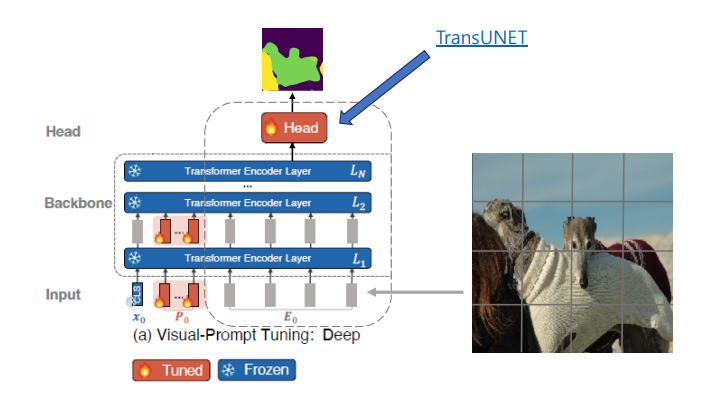 TransUNET
Head
Head
Transformer Encoder Layer L_N
...
Backbone
Transformer Encoder Layer L_2
...
Transformer Encoder Layer L_1
Input
CLS
...
x_0 P_0 E_0
(a) Visual-Prompt Tuning: Deep
Tuned Frozen